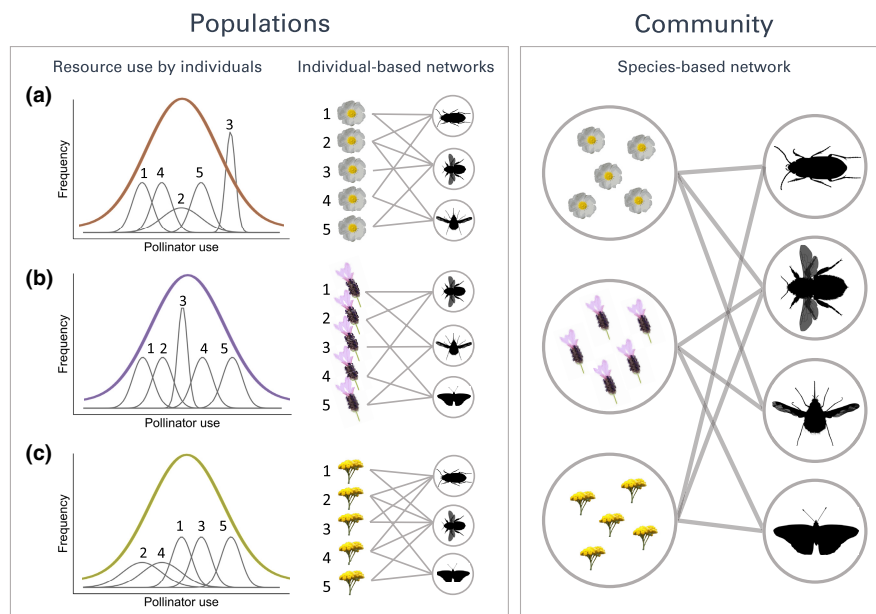 Populations
Community
Resource use by individuals
Individual-based networks
Species-based network
(a)
Frequency
1 4 2 5 3
Pollinator use
1
2
3
4
5
(b)
Frequency
1 2 3 4 5
Pollinator use
1
2
3
4
5
(c)
Frequency
2 4 1 3 5
Pollinator use
1
2
3
4
5